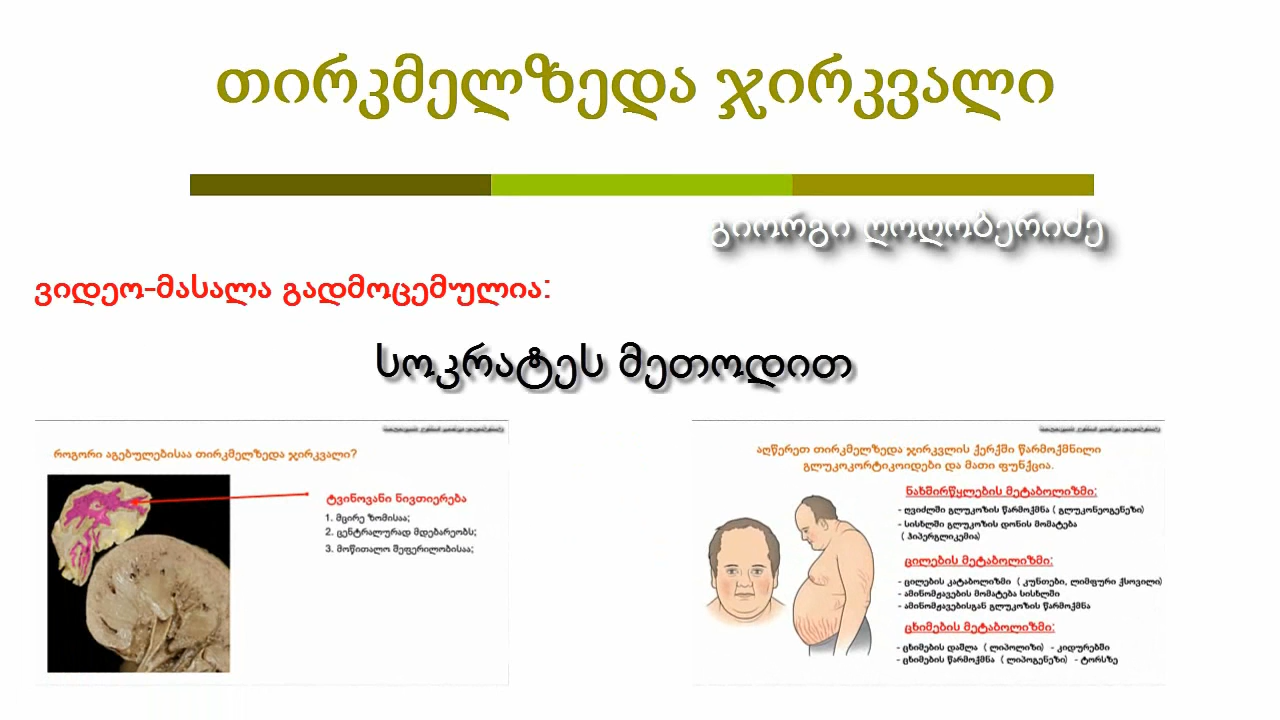 თირკმელზედა ჯირკვალი
გიორგი ღოღობერიძე
ვიდეო-მასალა გადმოცემულია:
სოკრატეს მეთოდით
როგორი აგებულებისაა თირკმელზედა ჯირკვალი?
ტვინოვანი ნივთიერება
1. მცირე ზომისაა;
2. ცენტრალურად მდებარეობს;
3. მოწითალო შეფერილობისაა;
აღწერეთ თირკმელზედა ჯირკვლის ქერქში წარმოქმნილი
გლუკოკორტიკოიდები და მათი ფუნქცია.
ნახშირწყლების მეტაბოლიზმი:
- ღვიძლში გლუკოზის წარმოქმნა ( გლუკონეოგენეზი)
- სისხლში გლუკოზის დონის მომატება
( ჰიპერგლიკემია)
ცილების მეტაბოლიზმი:
- ცილების კატაბოლიზმი ( კუნთები, ლიმფური ქსოვილი)
- ამინომჟავების მომატება სისხლში
- ამინომჟავებისგან გლუკოზის წარმოქმნა
ცხიმების მეტაბოლიზმი:
- ცხიმების დაშლა ( ლიპოლიზი) - კიდურებში
- ცხიმების წარმოქმნა ( ლიპოგენეზი) - ტორსზე